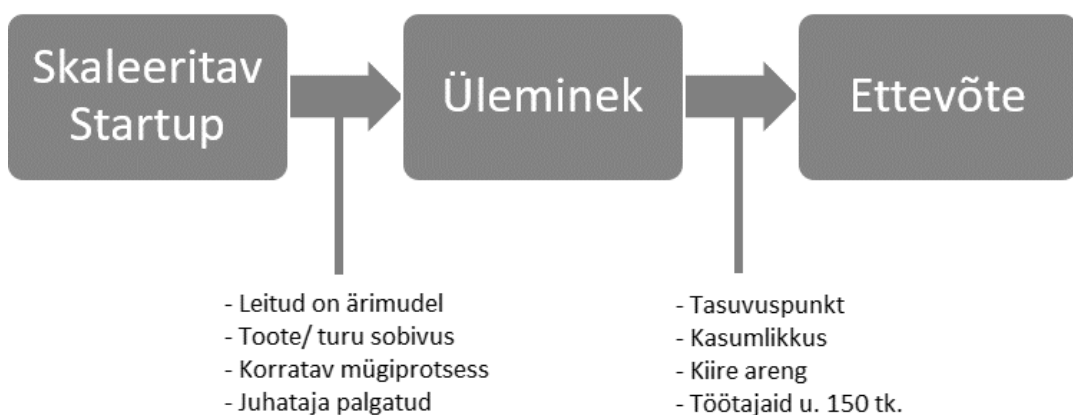 Skaleeritav
Startup
Üleminek
Ettevõte
- Leitud on ärimudel
- Toote/ turu sobivus
- Korratav mügiprotsess
- Juhataja palgatud
- Tasuvuspunkt
- Kasumlikkus
- Kiire areng
- Töötajaid u. 150 tk.